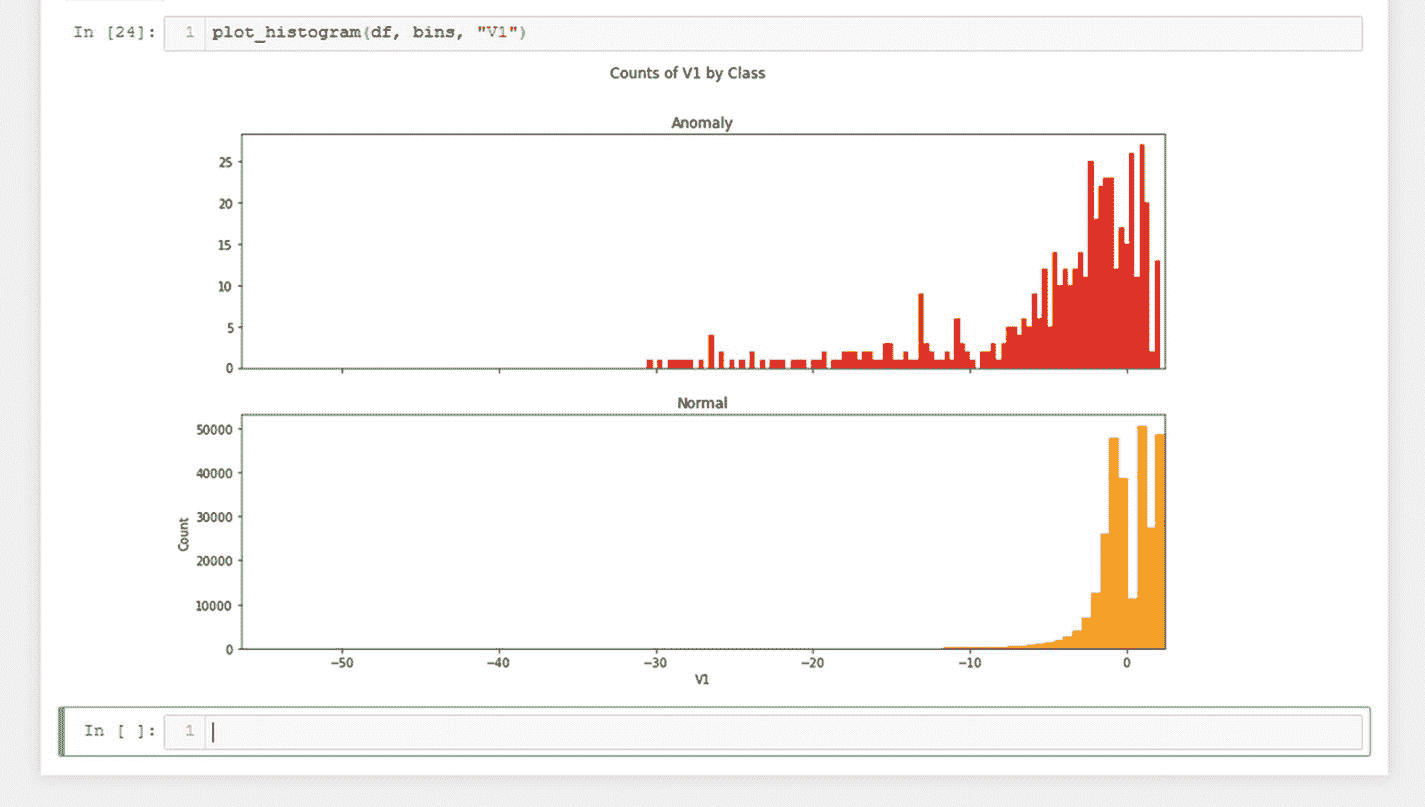 In [24]: 1 plot_histogram(df, bins, "V1")
Counts of V1 by Class
Anomaly
25
20
15
10
5
0
Normal
50000
40000
30000
20000
10000
0
Count
−50 −40 −30 −20 −10 0
V1
In [ ]: 1